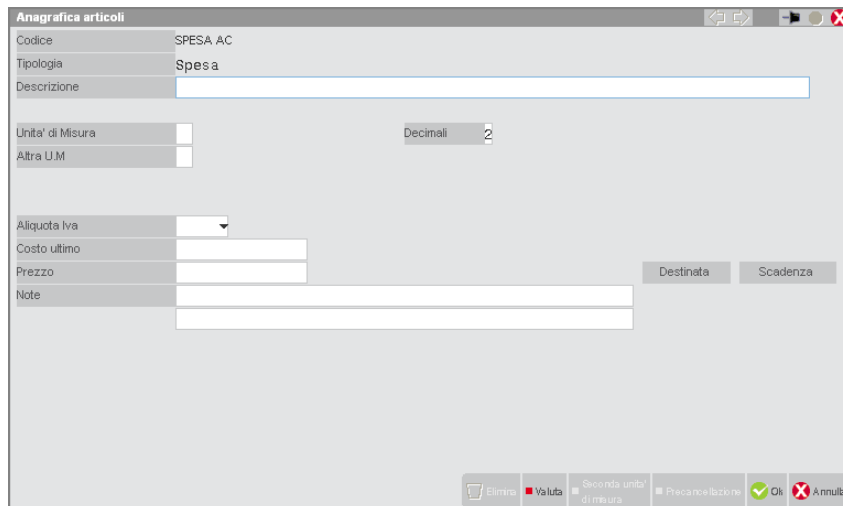 Anagrafica articoli
Codice SPESA AC
Tipologia Spesa
Descrizione
Unita' di Misura Decimali 2
Altra U.M
Aliquota Iva
Costo ultimo
Prezzo Destinata Scadenza
Note
Elimina Valuta Seconda unita' di misura Precancellazione Ok Annulla